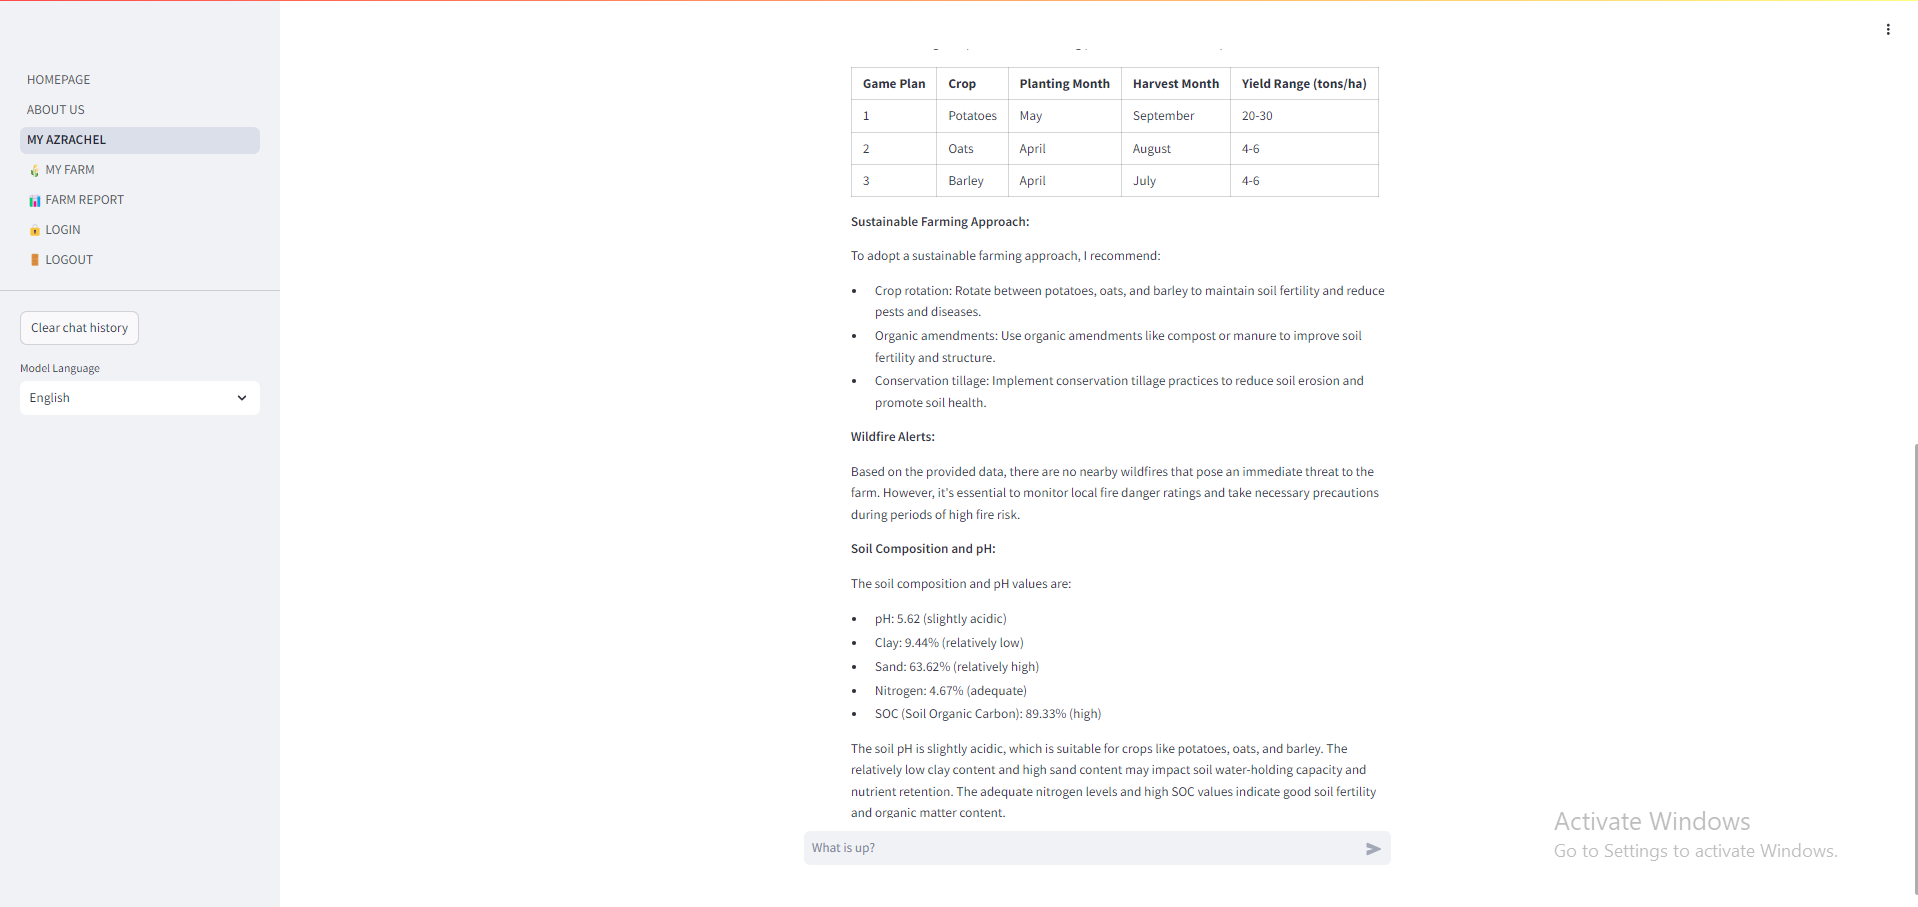 HOMEPAGE
ABOUT US
MY AZRACHEL
MY FARM
FARM REPORT
LOGIN
LOGOUT
Clear chat history
Model Language
English
Game Plan Crop Planting Month Harvest Month Yield Range (tons/ha)
1 Potatoes May September 20-30
2 Oats April August 4-6
3 Barley April July 4-6
Sustainable Farming Approach:
To adopt a sustainable farming approach, I recommend:
• Crop rotation: Rotate between potatoes, oats, and barley to maintain soil fertility and reduce
pests and diseases.
• Organic amendments: Use organic amendments like compost or manure to improve soil
fertility and structure.
• Conservation tillage: Implement conservation tillage practices to reduce soil erosion and
promote soil health.
Wildfire Alerts:
Based on the provided data, there are no nearby wildfires that pose an immediate threat to the
farm. However, it's essential to monitor local fire danger ratings and take necessary precautions
during periods of high fire risk.
Soil Composition and pH:
The soil composition and pH values are:
• pH: 5.62 (slightly acidic)
• Clay: 9.44% (relatively low)
• Sand: 63.62% (relatively high)
• Nitrogen: 4.67% (adequate)
• SOC (Soil Organic Carbon): 89.33% (high)
The soil pH is slightly acidic, which is suitable for crops like potatoes, oats, and barley. The
relatively low clay content and high sand content may impact soil water-holding capacity and
nutrient retention. The adequate nitrogen levels and high SOC values indicate good soil fertility
and organic matter content.
What is up?
Activate Windows
Go to Settings to activate Windows.